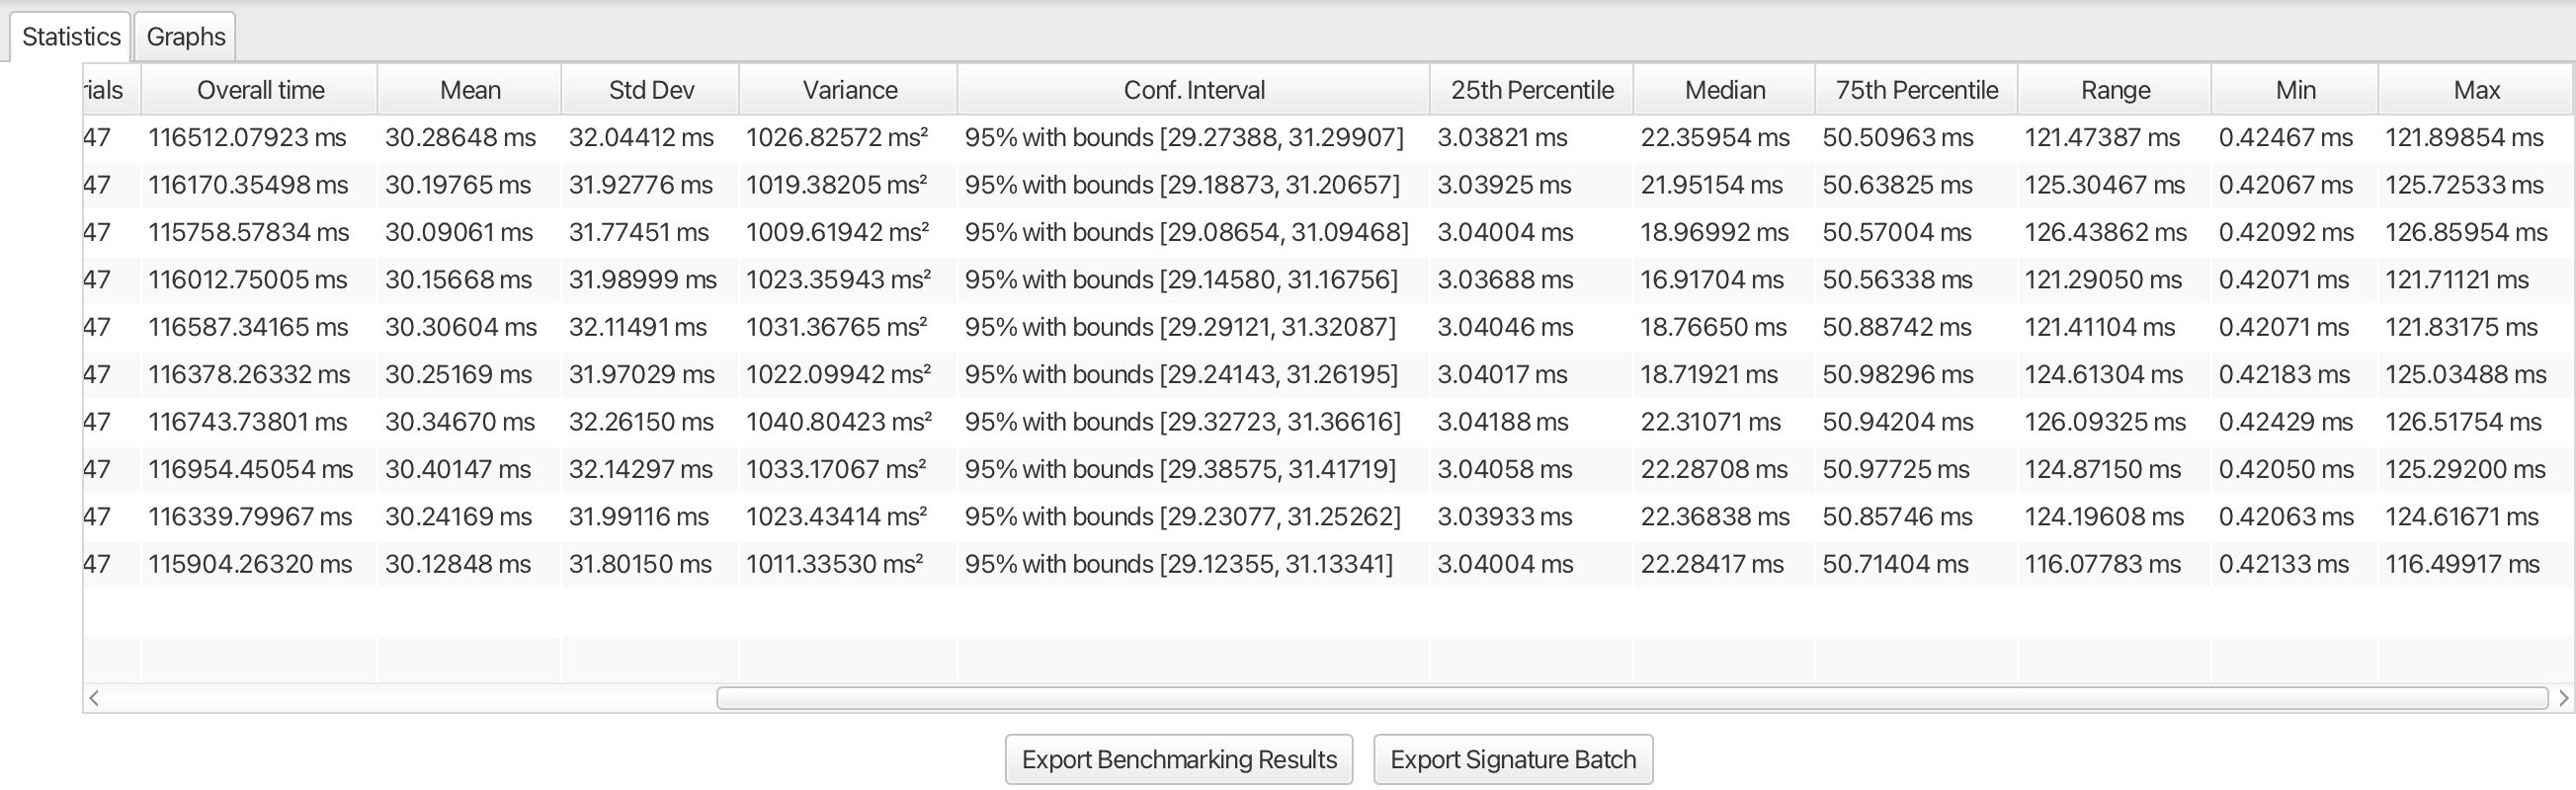 Statistics Graphs
rials Overall time Mean Std Dev Variance Conf. Interval 25th Percentile Median 75th Percentile Range Min Max
47 116512.07923 ms 30.28648 ms 32.04412 ms 1026.82572 ms² 95% with bounds [29.27388, 31.29907] 3.03821 ms 22.35954 ms 50.50963 ms 121.47387 ms 0.42467 ms 121.89854 ms
47 116170.35498 ms 30.19765 ms 31.92776 ms 1019.38205 ms² 95% with bounds [29.18873, 31.20657] 3.03925 ms 21.95154 ms 50.63825 ms 125.30467 ms 0.42067 ms 125.72533 ms
47 115758.57834 ms 30.09061 ms 31.77451 ms 1009.61942 ms² 95% with bounds [29.08654, 31.09468] 3.04004 ms 18.96992 ms 50.57004 ms 126.43862 ms 0.42092 ms 126.85954 ms
47 116012.75005 ms 30.15668 ms 31.98999 ms 1023.35943 ms² 95% with bounds [29.14580, 31.16756] 3.03688 ms 16.91704 ms 50.56338 ms 121.29050 ms 0.42071 ms 121.71121 ms
47 116587.34165 ms 30.30604 ms 32.11491 ms 1031.36765 ms² 95% with bounds [29.29121, 31.32087] 3.04046 ms 18.76650 ms 50.88742 ms 121.41104 ms 0.42071 ms 121.83175 ms
47 116378.26332 ms 30.25169 ms 31.97029 ms 1022.09942 ms² 95% with bounds [29.24143, 31.26195] 3.04017 ms 18.71921 ms 50.98296 ms 124.61304 ms 0.42183 ms 125.03488 ms
47 116743.73801 ms 30.34670 ms 32.26150 ms 1040.80423 ms² 95% with bounds [29.32723, 31.36616] 3.04188 ms 22.31071 ms 50.94204 ms 126.09325 ms 0.42429 ms 126.51754 ms
47 116954.45054 ms 30.40147 ms 32.14297 ms 1033.17067 ms² 95% with bounds [29.38575, 31.41719] 3.04058 ms 22.28708 ms 50.97725 ms 124.87150 ms 0.42050 ms 125.29200 ms
47 116339.79967 ms 30.24169 ms 31.99116 ms 1023.43414 ms² 95% with bounds [29.23077, 31.25262] 3.03933 ms 22.36838 ms 50.85746 ms 124.19608 ms 0.42063 ms 124.61671 ms
47 115904.26320 ms 30.12848 ms 31.80150 ms 1011.33530 ms² 95% with bounds [29.12355, 31.13341] 3.04004 ms 22.28417 ms 50.71404 ms 116.07783 ms 0.42133 ms 116.49917 ms
Export Benchmarking Results Export Signature Batch